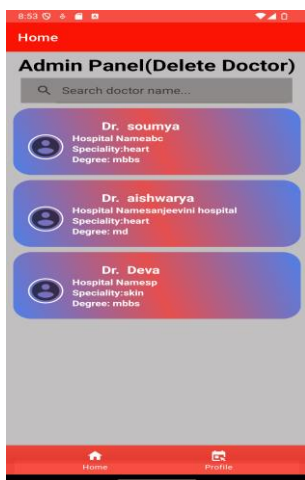 8:53
Home
Admin Panel(Delete Doctor)
Search doctor name...
Dr. soumya
Hospital Nameabc
Speciality:heart
Degree: mbbs
Dr. aishwarya
Hospital Namesanjeevini hospital
Speciality:heart
Degree: md
Dr. Deva
Hospital Namesp
Speciality:skin
Degree: mbbs
Home
Profile